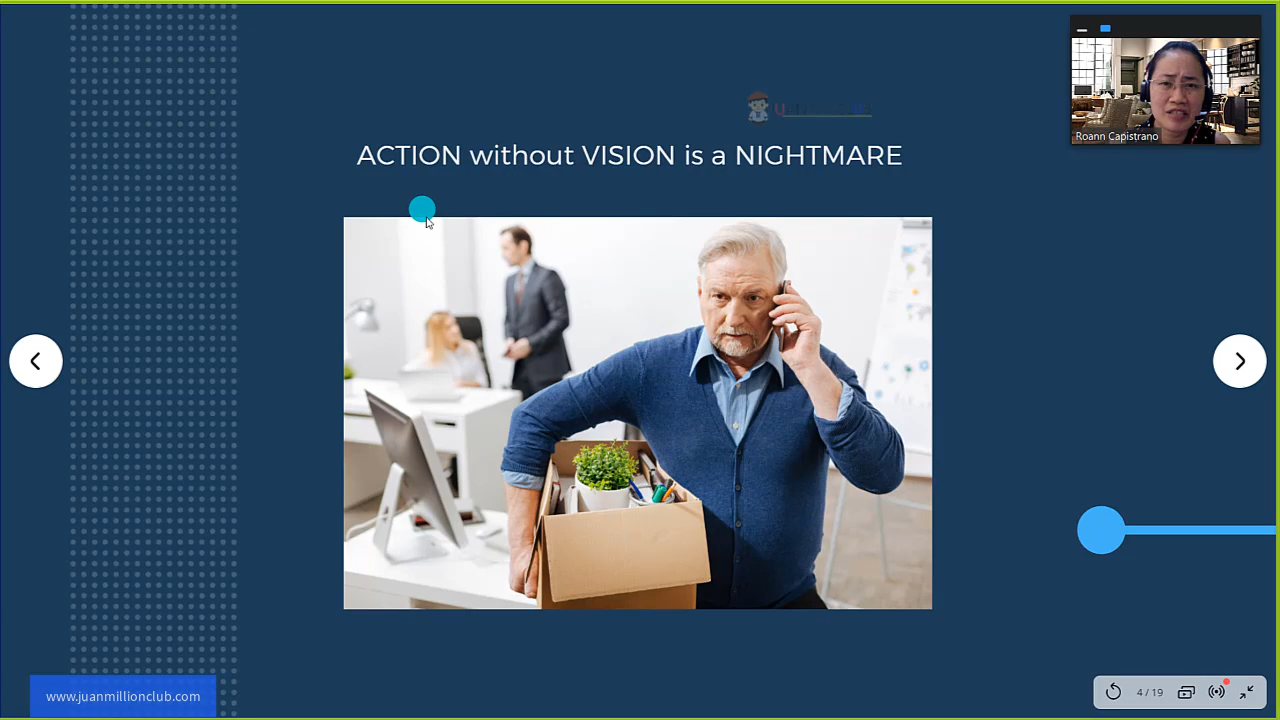 ACTION without VISION is a NIGHTMARE
Roann Capistrano
www.juanmillionclub.com
4 / 19